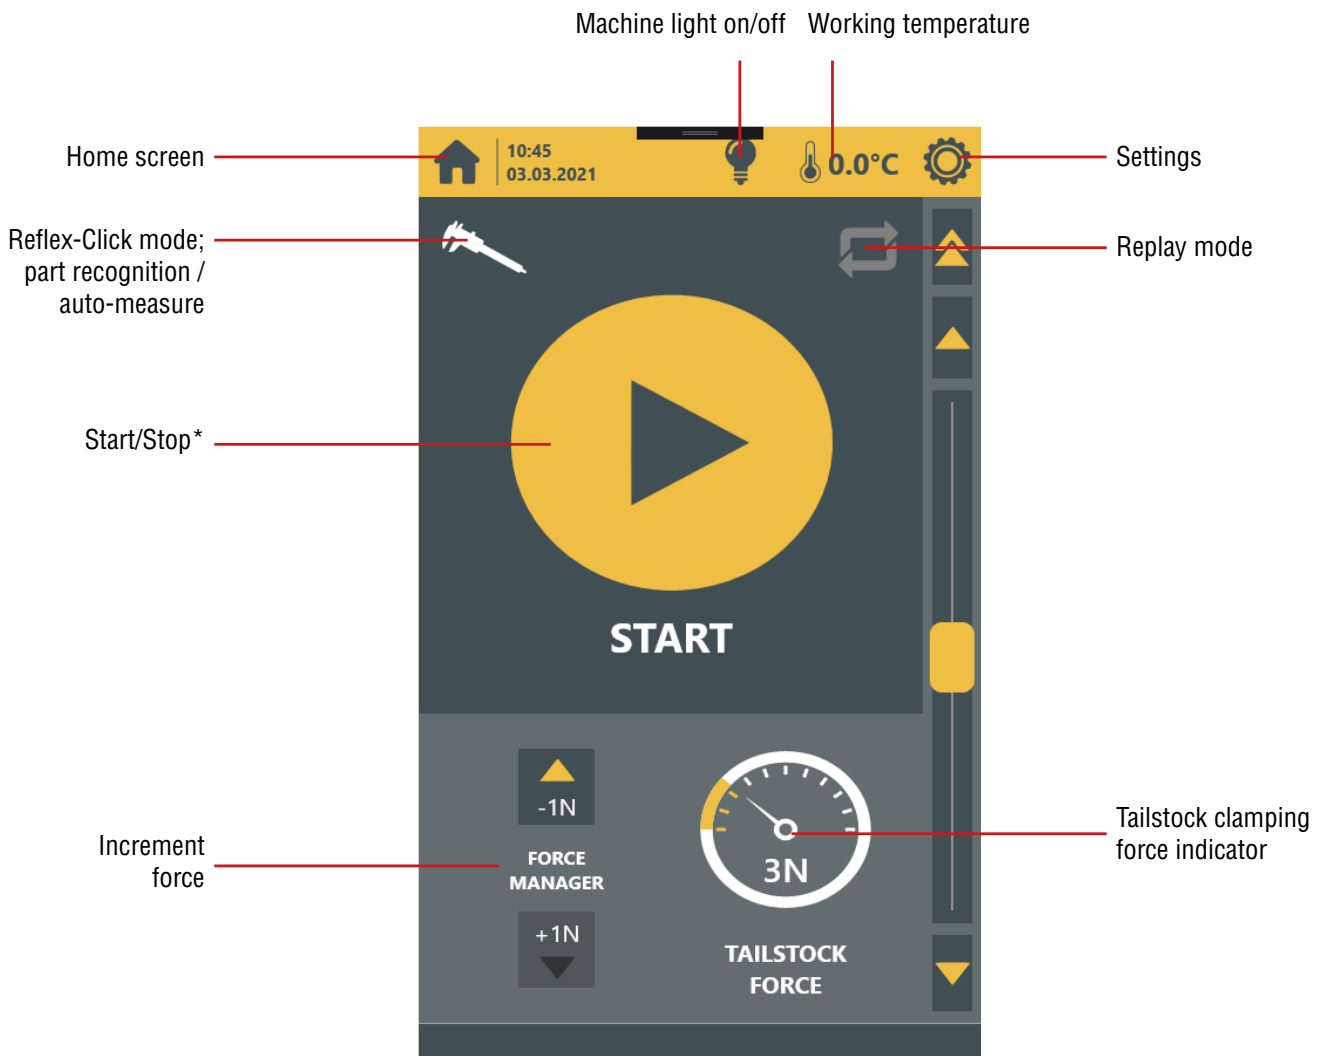 Machine light on/off
Working temperature
Home screen
10:45
03.03.2021
0.0°C
Settings
Reflex-Click mode;
part recognition /
auto-measure
Replay mode
Start/Stop*
START
-1N
FORCE
MANAGER
+1N
Increment
force
3N
TAILSTOCK
FORCE
Tailstock clamping
force indicator